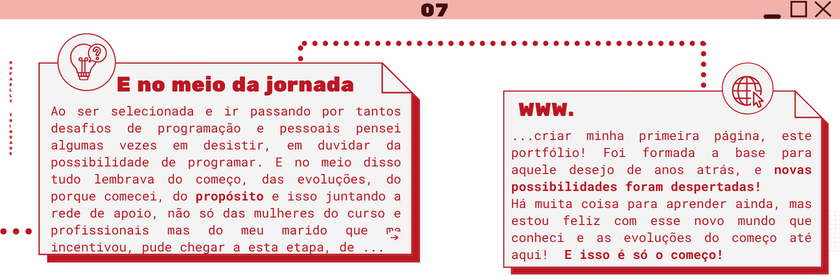 07
E no meio da jornada
Ao ser selecionada e ir passando por tantos
desafios de programação e pessoais pensei
algumas vezes em desistir, em duvidar da
possibilidade de programar. E no meio disso
tudo lembrava do começo, das evoluções, do
porque comecei, do propósito e isso juntando a
rede de apoio, não só das mulheres do curso e
profissionais mas do meu marido que me
incentivou, pude chegar a esta etapa, de ...
www.
...criar minha primeira página, este
portfólio! Foi formada a base para
aquele desejo de anos atrás, e novas
possibilidades foram despertadas!
Há muita coisa para aprender ainda, mas
estou feliz com esse novo mundo que
conheci e as evoluções do começo até
aqui! E isso é só o começo!